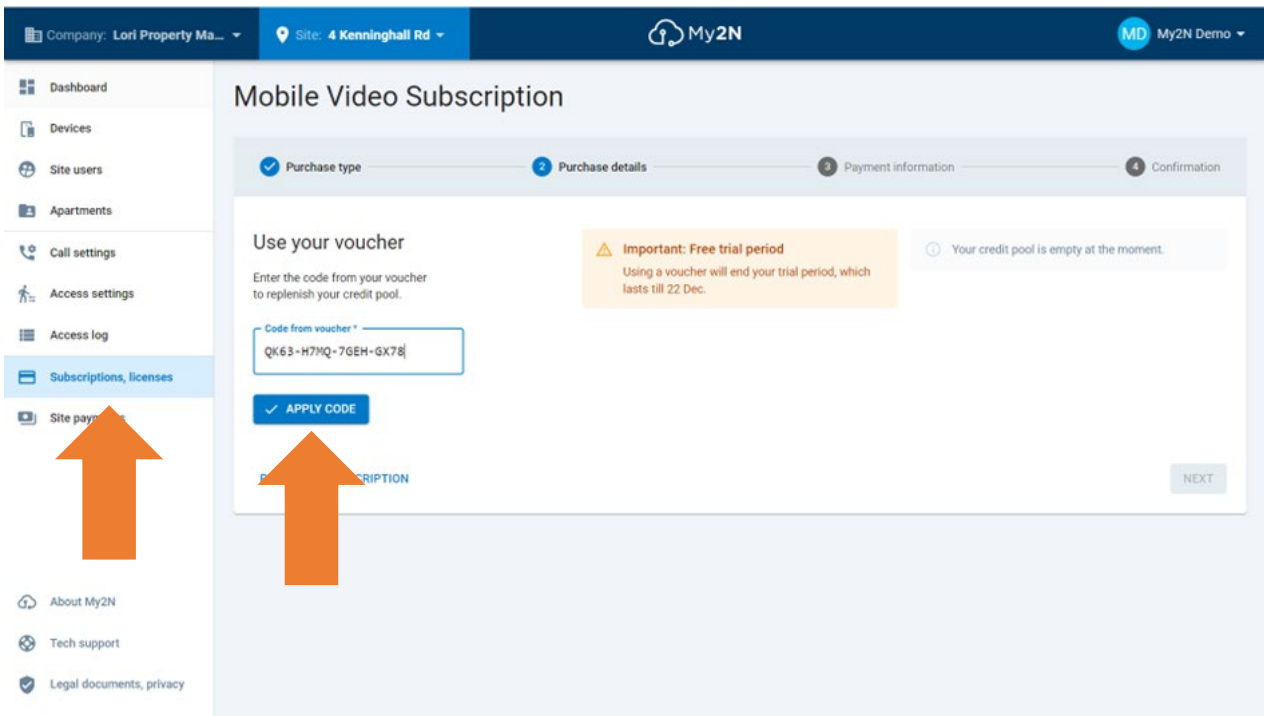 Company: Lori Property Ma...
Site: 4 Kenninghall Rd
My2N
MD My2N Demo
Dashboard
Devices
Site users
Apartments
Call settings
Access settings
Access log
Subscriptions, licenses
Site
About My2N
Tech support
Legal documents, privacy
Mobile Video Subscription
Purchase type
2 Purchase details
3 Payment information
4 Confirmation
Use your voucher
Enter the code from your voucher
to replenish your credit pool.
Code from voucher *
QK63-H7MQ-7GEH-GX78
APPLY CODE
Important: Free trial period
Using a voucher will end your trial period, which
lasts till 22 Dec.
Your credit pool is empty at the moment.
NEXT